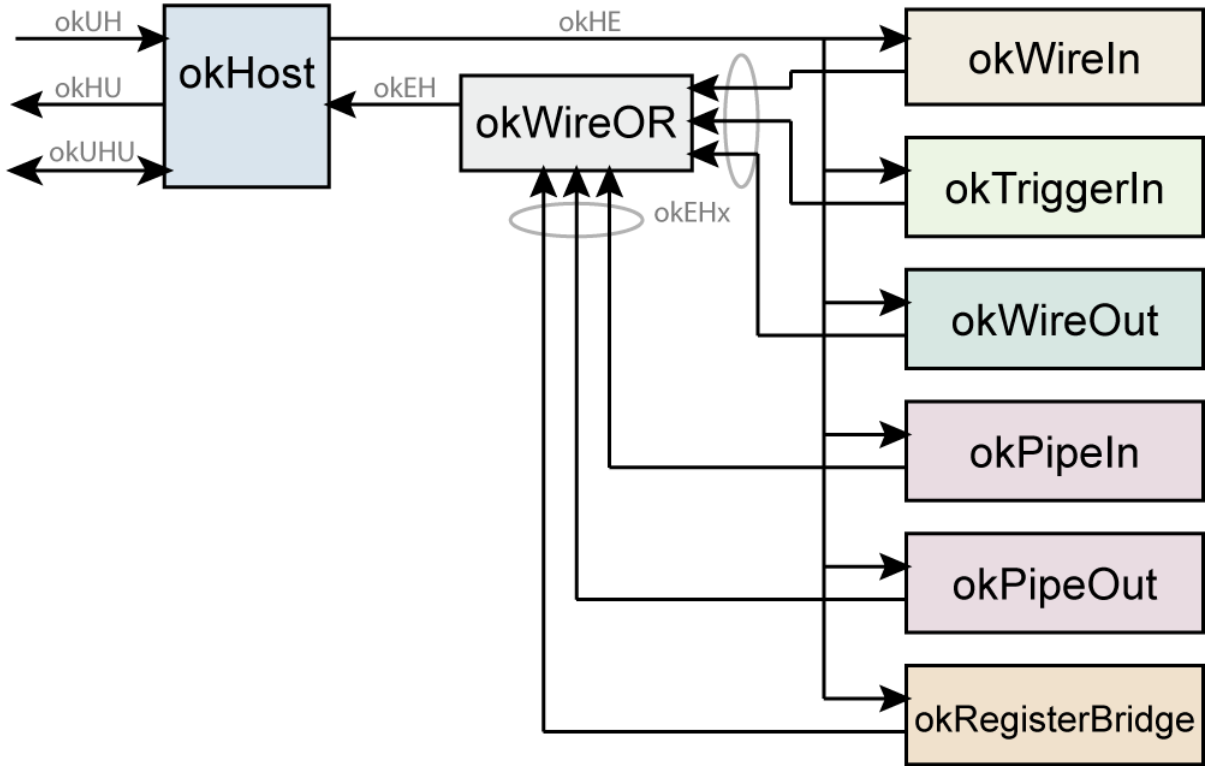 okUH
okHE
okHost
okWireIn
okHU
okEH
okWireOR
okUHU
okTriggerIn
okEHx
okWireOut
okPipeIn
okPipeOut
okRegisterBridge